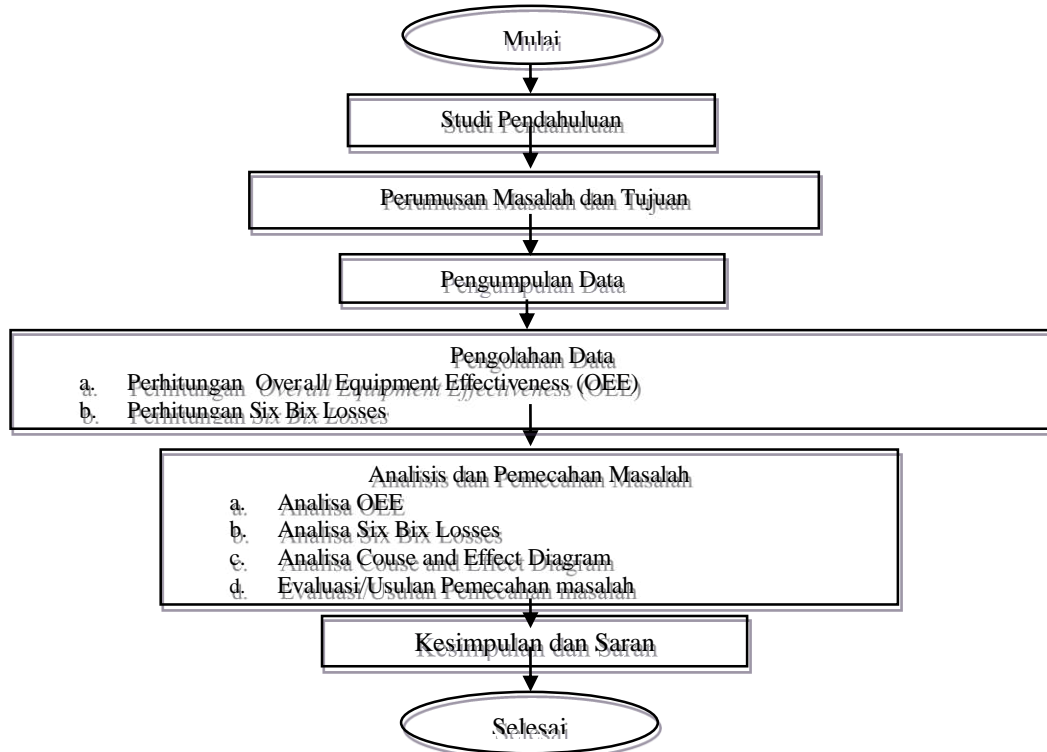 Mulai
Studi Pendahuluan
Perumusan Masalah dan Tujuan
Pengumpulan Data
Pengolahan Data
a. Perhitungan Overall Equipment Effectiveness (OEE)
b. Perhitungan Six Bix Losses
Analisis dan Pemecahan Masalah
a. Analisa OEE
b. Analisa Six Bix Losses
c. Analisa Couse and Effect Diagram
d. Evaluasi/Usulan Pemecahan masalah
Kesimpulan dan Saran
Selesai